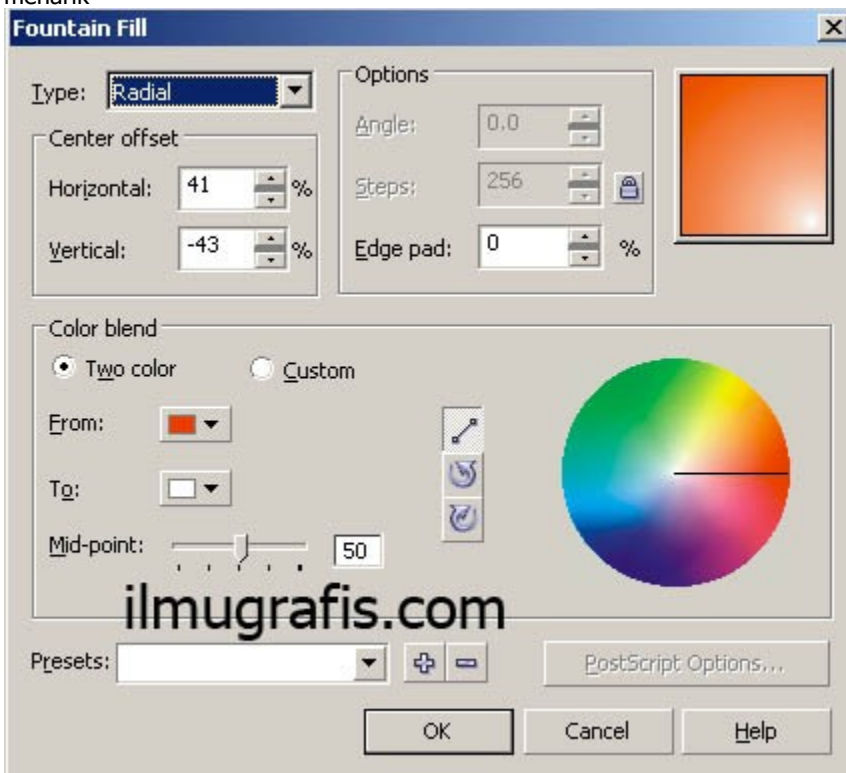 menarik
Fountain Fill
Type: Radial
Options
Angle: 0.0
Center offset
Horizontal: 41 %
Steps: 256
Vertical: -43 %
Edge pad: 0 %
Color blend
Two color Custom
From:
To:
Mid-point: 50
ilmugrafis.com
Presets:
PostScript Options...
OK Cancel Help